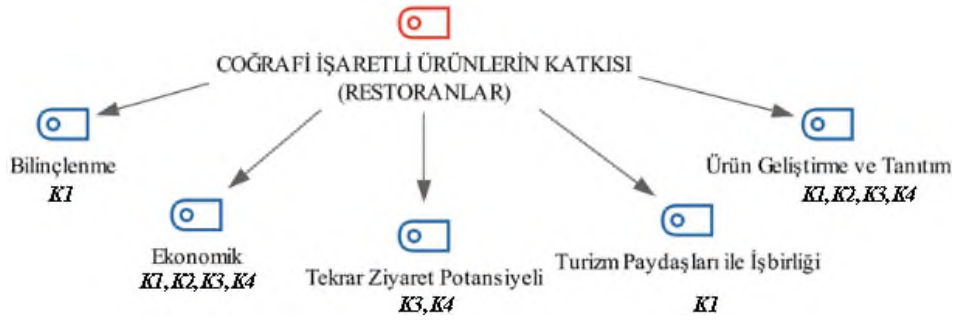 COĞRAFİ İŞARETLİ ÜRÜNLERİN KATKISI
(RESTORANLAR)
Bilinçlenme
K1
Ekonomik
K1,K2,K3,K4
Tekrar Ziyaret Potansiyeli
K3,K4
Turizm Paydaşları ile İşbirliği
K1
Ürün Geliştirme ve Tanıtım
K1,K2,K3,K4